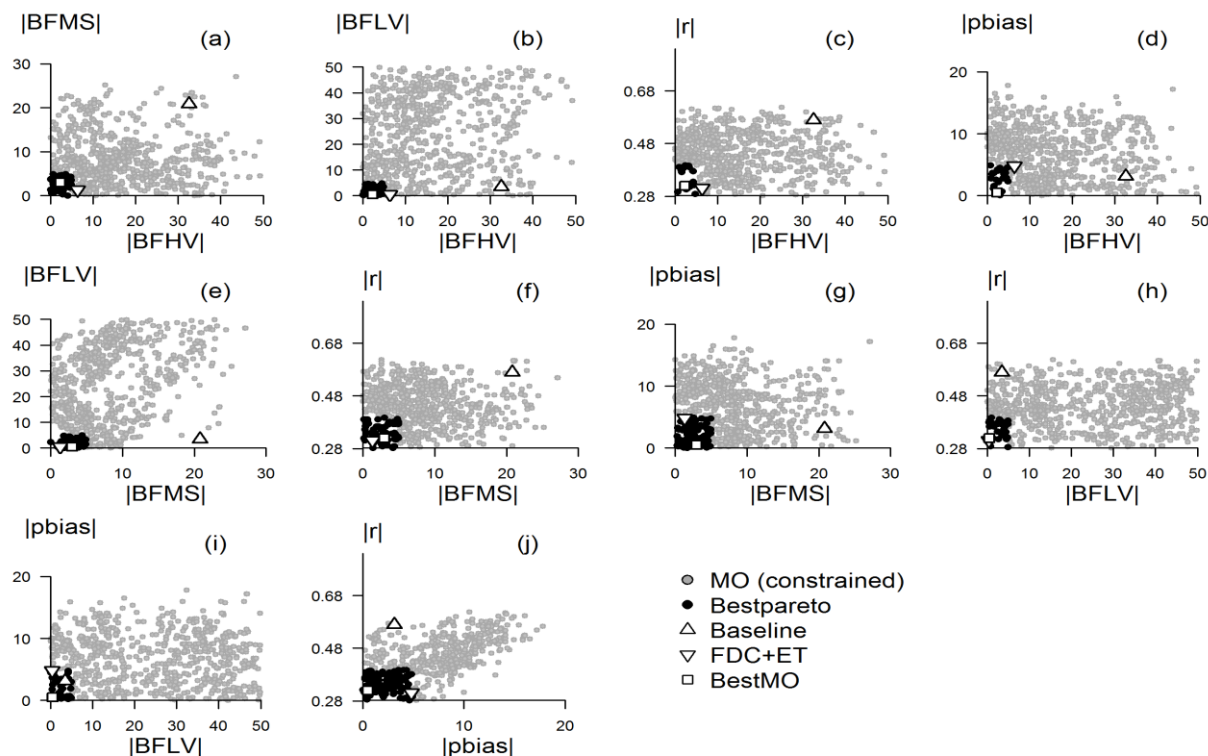 |BFMS| (a)
30
20
10
0
0 10 20 30 40 50
|BFHV|
|BFLV| (b)
50
40
30
20
10
0
0 10 20 30 40 50
|BFHV|
|r| (c)
0.68
0.48
0.28
0 10 20 30 40 50
|BFHV|
|pbias| (d)
20
10
0
0 10 20 30 40 50
|BFHV|
|BFLV| (e)
50
40
30
20
10
0
0 10 20 30
|BFMS|
|r| (f)
0.68
0.48
0.28
0 10 20 30
|BFMS|
|pbias| (g)
20
10
0
0 10 20 30
|BFMS|
|r| (h)
0.68
0.48
0.28
0 10 20 30 40 50
|BFLV|
|pbias| (i)
20
10
0
0 10 20 30 40 50
|BFLV|
|r| (j)
0.68
0.48
0.28
0 10 20
|pbias|
MO (constrained)
Bestpareto
Baseline
FDC+ET
BestMO